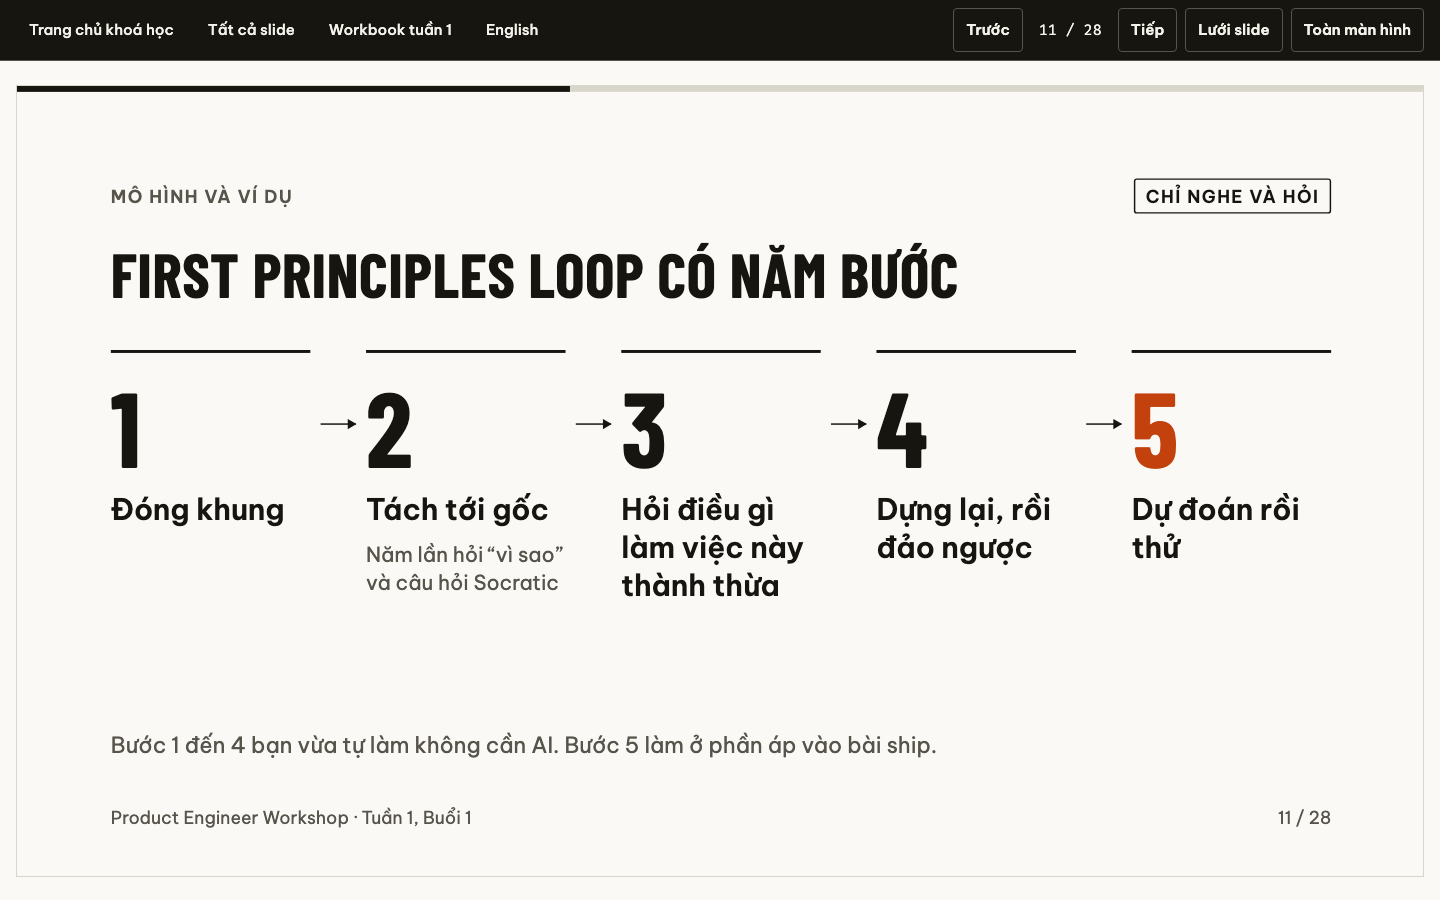 Trang chủ khoá học
Tất cả slide
Workbook tuần 1
English
Trước
11 / 28
Tiếp
Lưới slide
Toàn màn hình
MÔ HÌNH VÀ VÍ DỤ
CHỈ NGHE VÀ HỎI
FIRST PRINCIPLES LOOP CÓ NĂM BƯỚC
1
Đóng khung
2
Tách tới gốc
Năm lần hỏi “vì sao”
và câu hỏi Socratic
3
Hỏi điều gì
làm việc này
thành thừa
4
Dựng lại, rồi
đảo ngược
5
Dự đoán rồi
thử
Bước 1 đến 4 bạn vừa tự làm không cần AI. Bước 5 làm ở phần áp vào bài ship.
Product Engineer Workshop · Tuần 1, Buổi 1
11 / 28